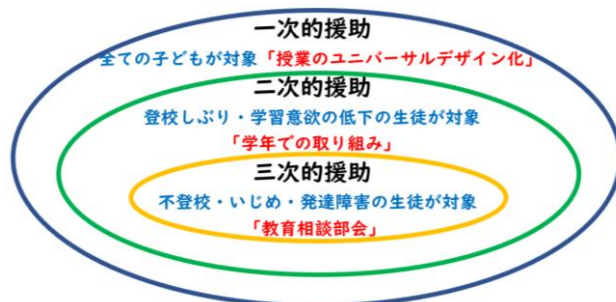 一次的援助
全ての子どもが対象「授業のユニバーサルデザイン化」
二次的援助
登校しぶり・学習意欲の低下の生徒が対象
「学年での取り組み」
三次的援助
不登校・いじめ・発達障害の生徒が対象
「教育相談部会」